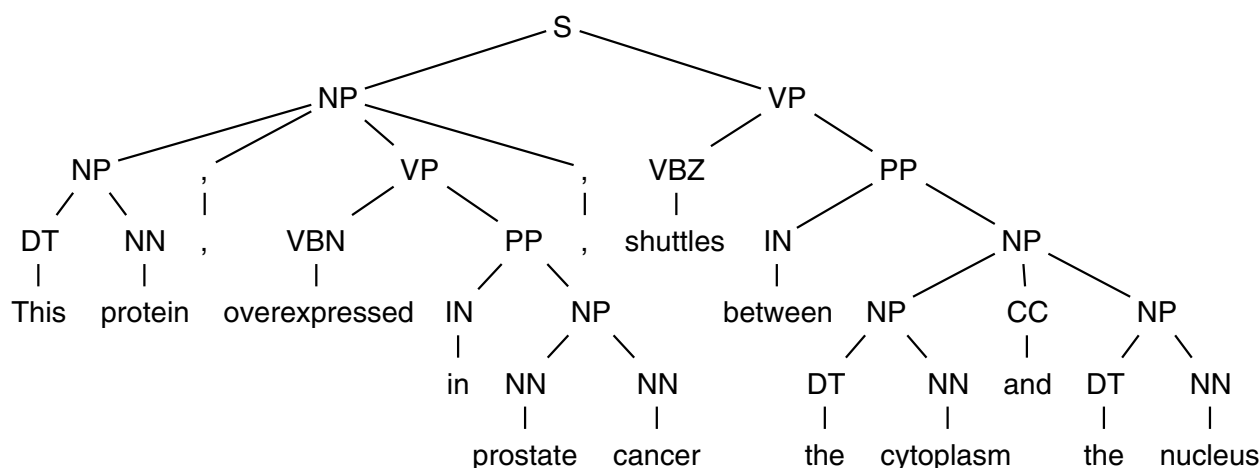 S
NP VP
NP , VP , VBZ PP
DT NN , VBN PP , shuttles IN NP
This protein overexpressed IN NP between NP CC NP
in NN NN DT NN and DT NN
prostate cancer the cytoplasm the nucleus